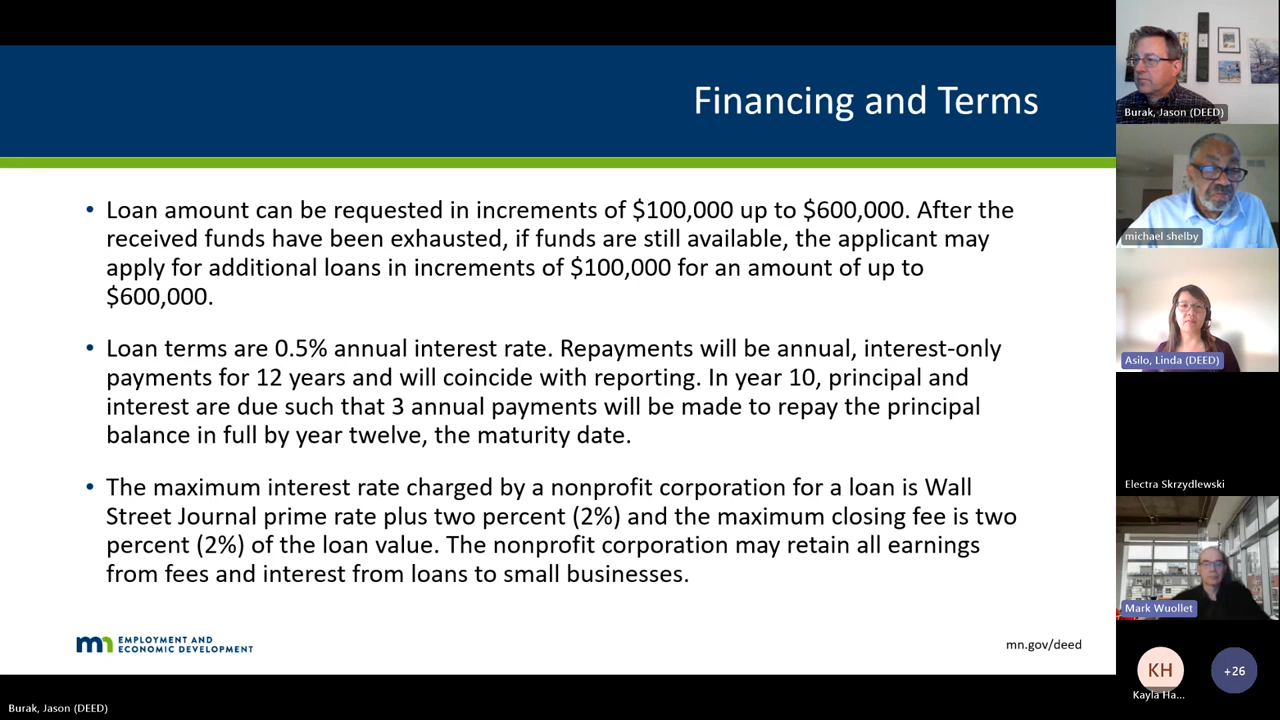 Financing and Terms
• Loan amount can be requested in increments of $100,000 up to $600,000. After the
received funds have been exhausted, if funds are still available, the applicant may
apply for additional loans in increments of $100,000 for an amount of up to
$600,000.
• Loan terms are 0.5% annual interest rate. Repayments will be annual, interest-only
payments for 12 years and will coincide with reporting. In year 10, principal and
interest are due such that 3 annual payments will be made to repay the principal
balance in full by year twelve, the maturity date.
• The maximum interest rate charged by a nonprofit corporation for a loan is Wall
Street Journal prime rate plus two percent (2%) and the maximum closing fee is two
percent (2%) of the loan value. The nonprofit corporation may retain all earnings
from fees and interest from loans to small businesses.
mn EMPLOYMENT AND
ECONOMIC DEVELOPMENT
mn.gov/deed
Burak, Jason (DEED)
Burak, Jason (DEED)
michael shelby
Asilo, Linda (DEED)
Electra Skrzydlewski
Mark Wuollet
KH
Kayla Ha...
+26